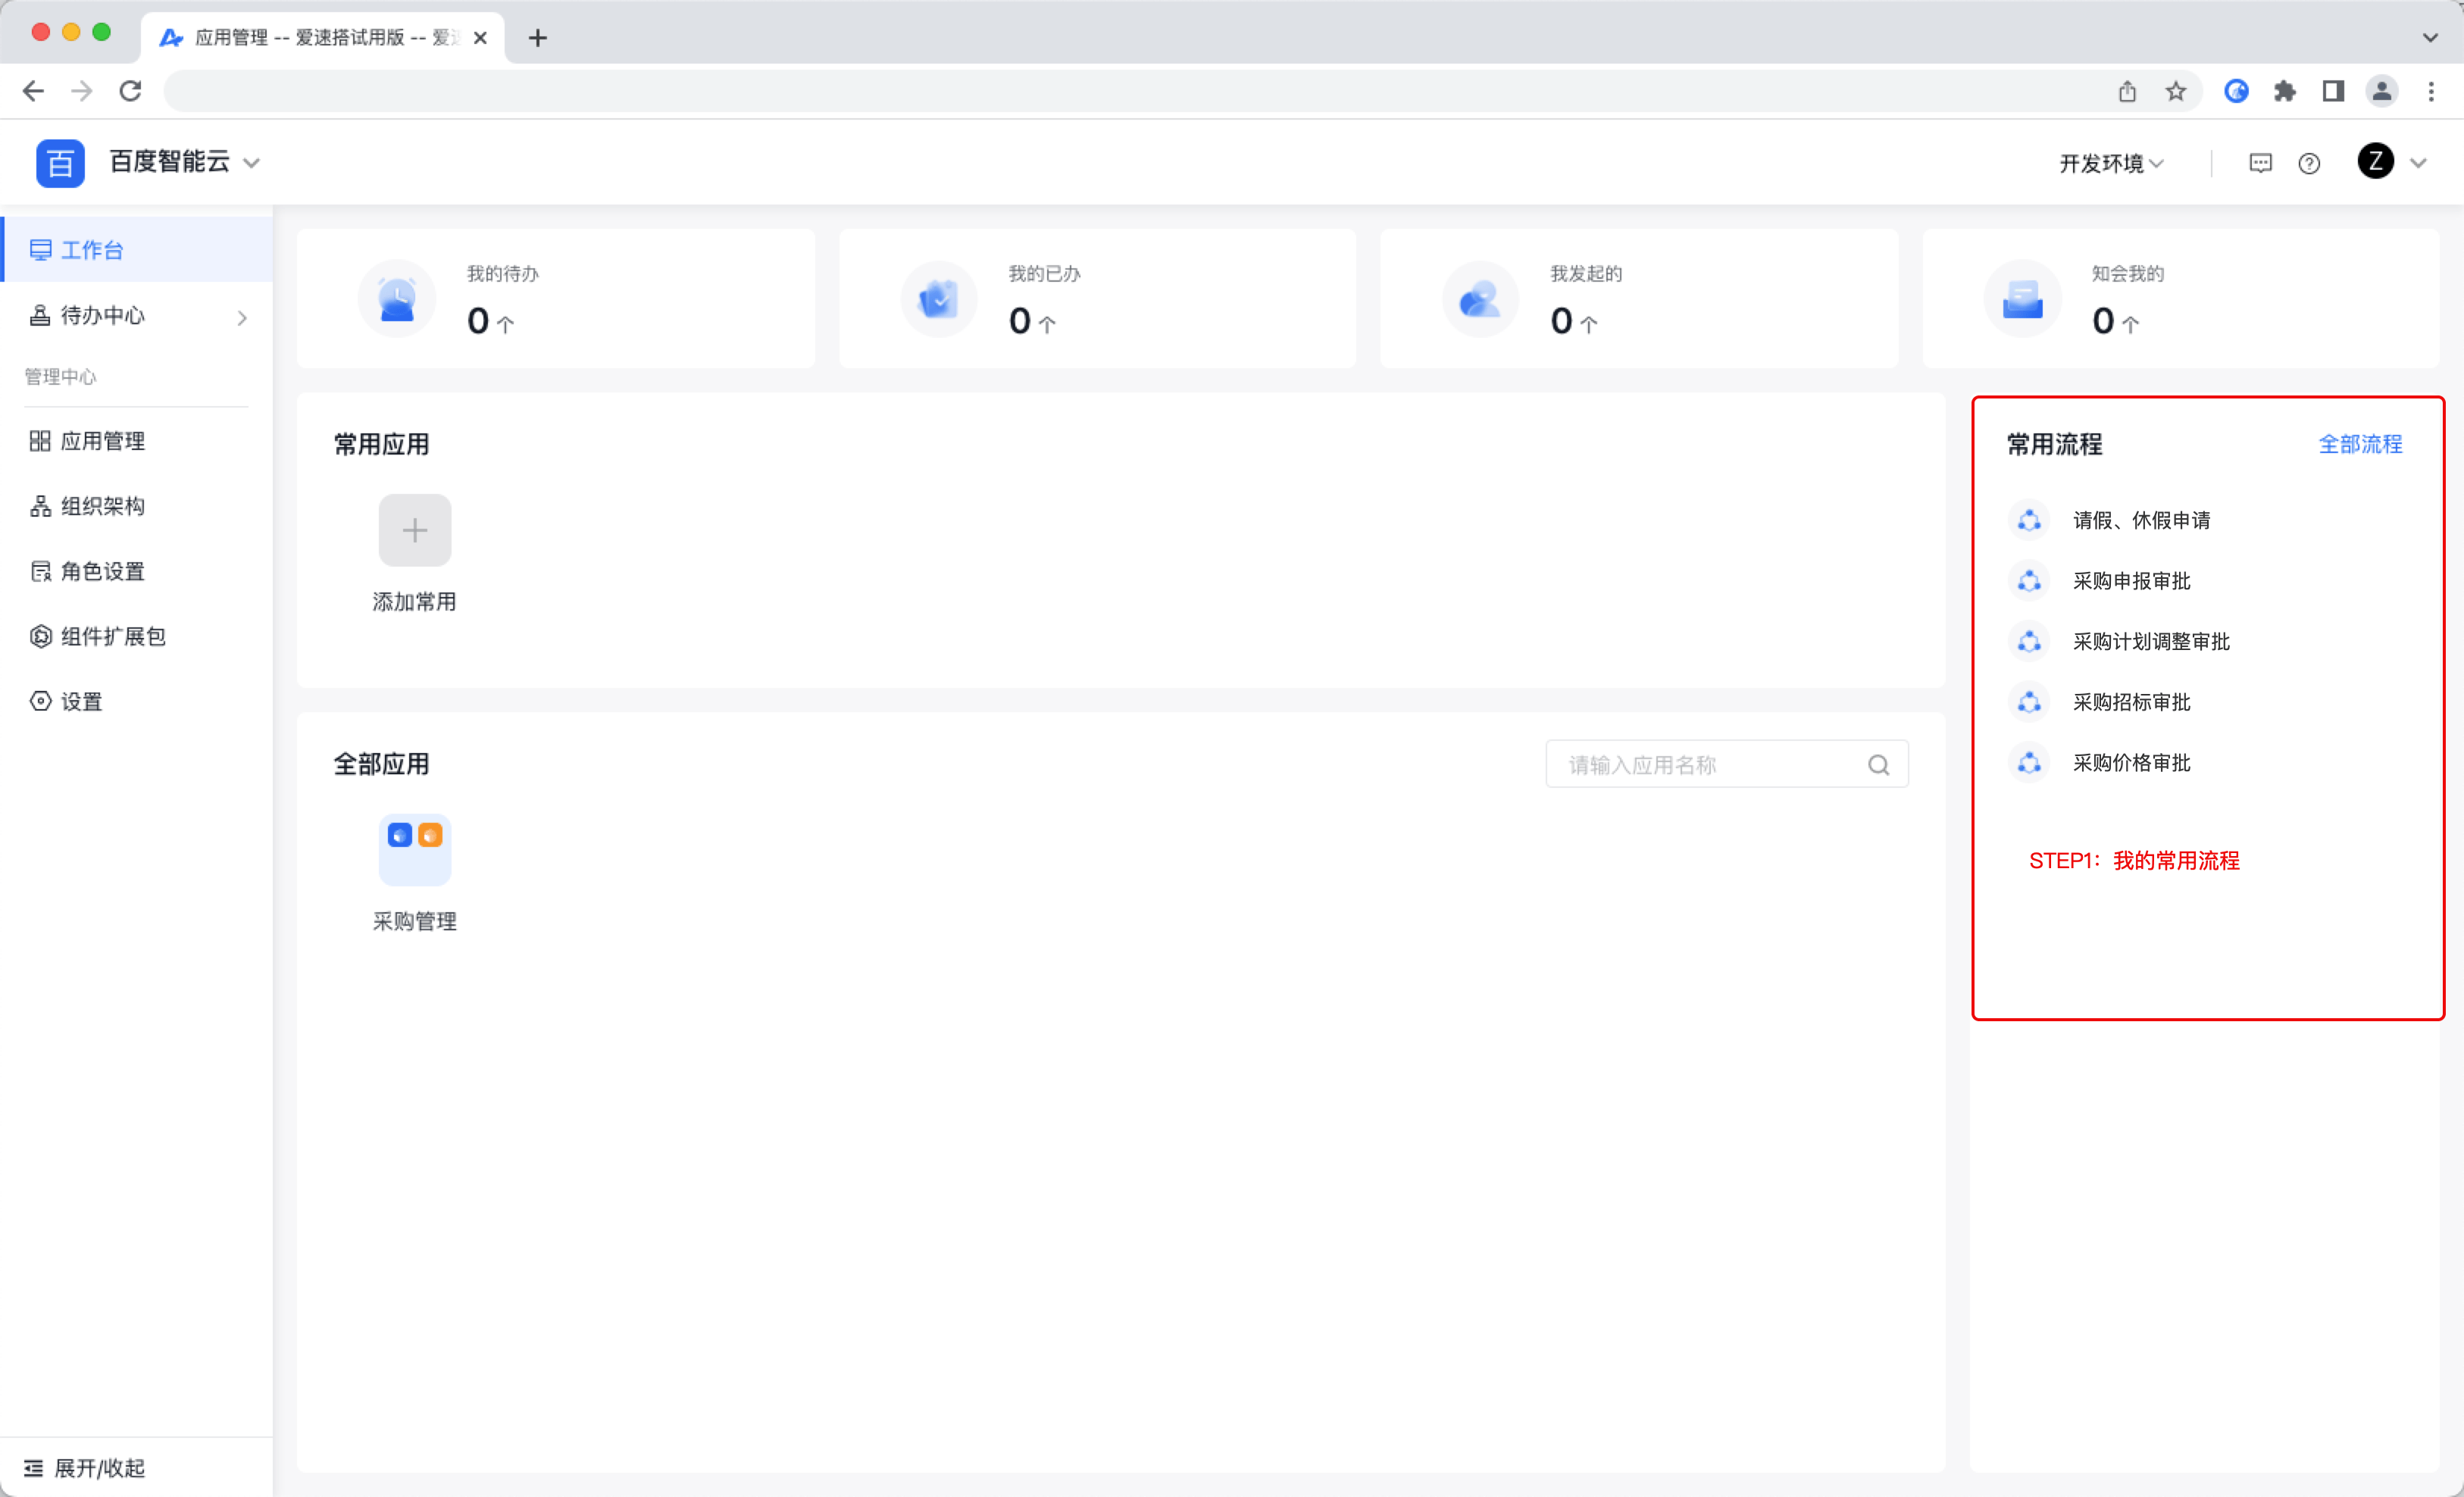 应用管理 -- 爱速搭试用版 -- 爱
百 百度智能云
开发环境
Z
工作台
待办中心
管理中心
应用管理
组织架构
角色设置
组件扩展包
设置
展开/收起
我的待办
0 个
我的已办
0 个
我发起的
0 个
知会我的
0 个
常用应用
添加常用
全部应用
请输入应用名称
采购管理
常用流程 全部流程
请假、休假申请
采购申报审批
采购计划调整审批
采购招标审批
采购价格审批
STEP1：我的常用流程